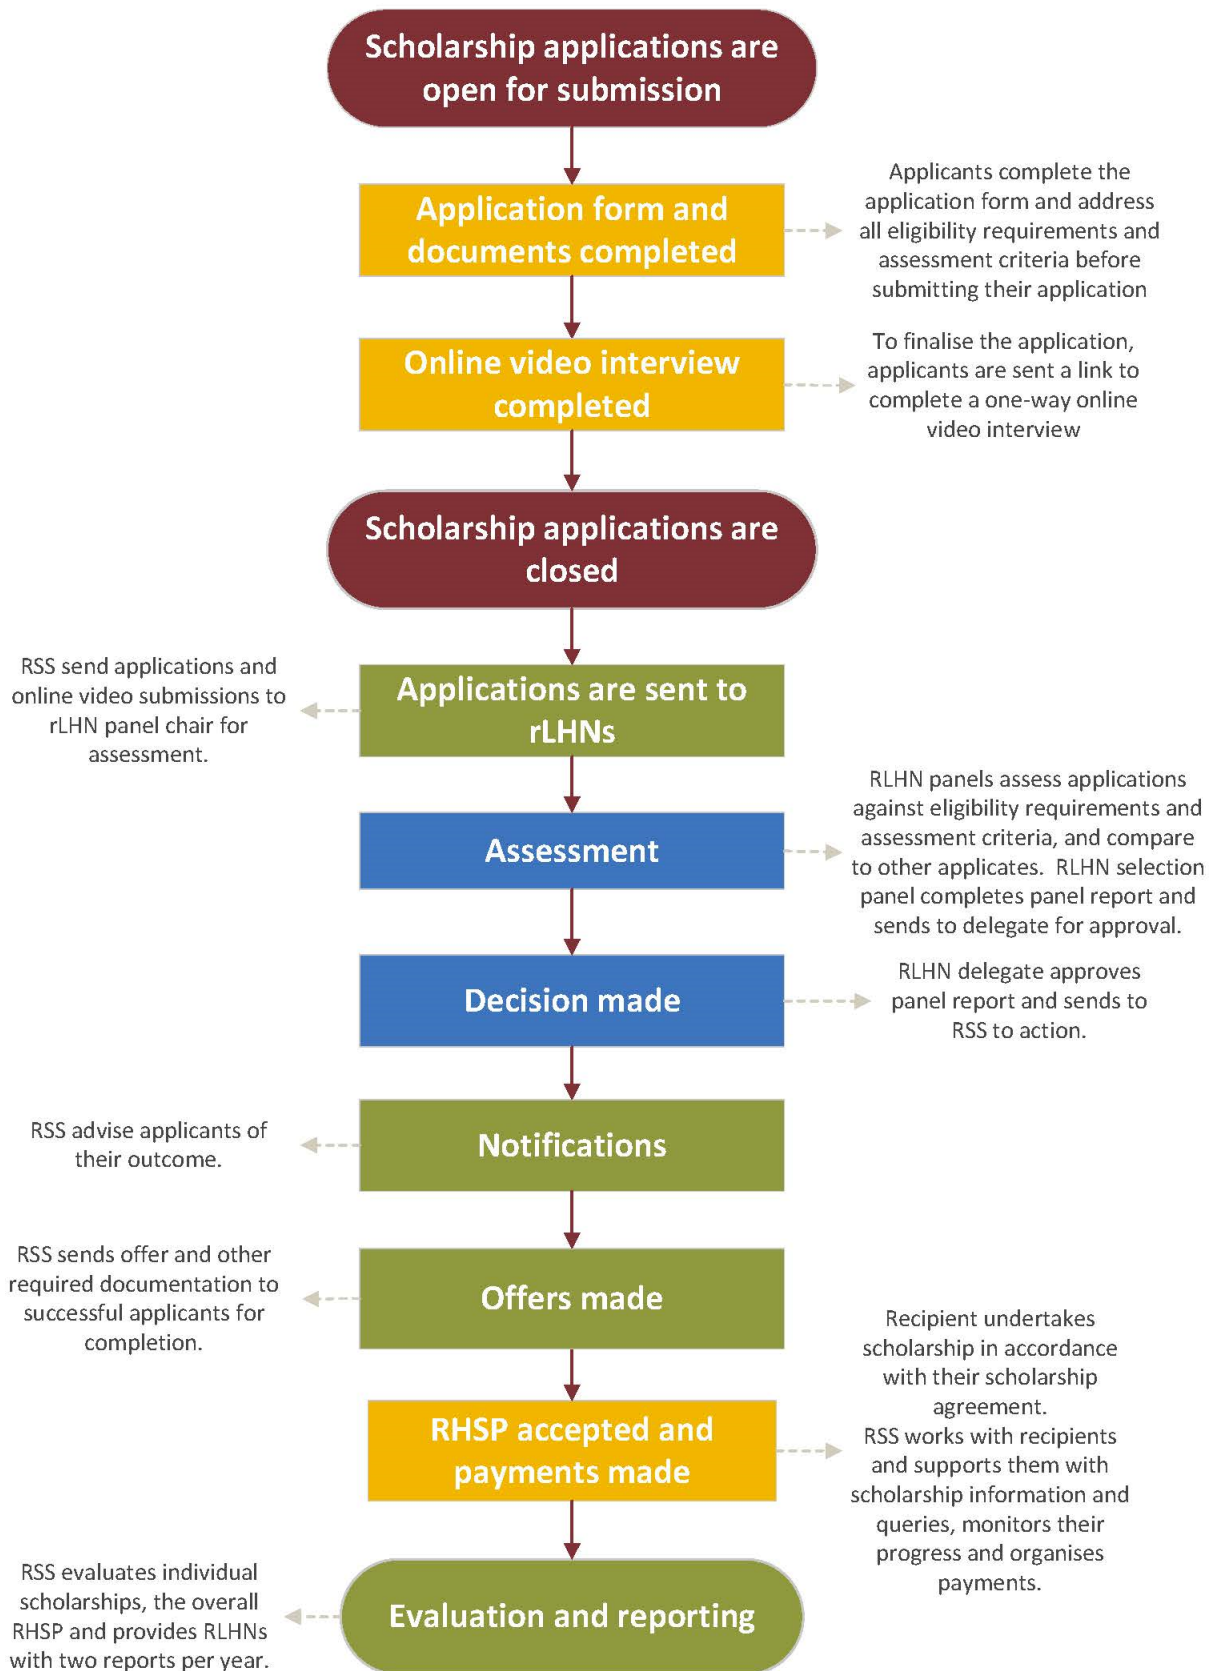 Scholarship applications are
open for submission
Application form and
documents completed
Applicants complete the
application form and address
all eligibility requirements and
assessment criteria before
submitting their application
Online video interview
completed
To finalise the application,
applicants are sent a link to
complete a one-way online
video interview
Scholarship applications are
closed
RSS send applications and
online video submissions to
rLHN panel chair for
assessment.
Applications are sent to
rLHNs
Assessment
RLHN panels assess applications
against eligibility requirements and
assessment criteria, and compare
to other applicates. RLHN selection
panel completes panel report and
sends to delegate for approval.
Decision made
RLHN delegate approves
panel report and sends to
RSS to action.
RSS advise applicants of
their outcome.
Notifications
RSS sends offer and other
required documentation to
successful applicants for
completion.
Offers made
RHSP accepted and
payments made
Recipient undertakes
scholarship in accordance
with their scholarship
agreement.
RSS works with recipients
and supports them with
scholarship information and
queries, monitors their
progress and organises
payments.
RSS evaluates individual
scholarships, the overall
RHSP and provides RLHNs
with two reports per year.
Evaluation and reporting